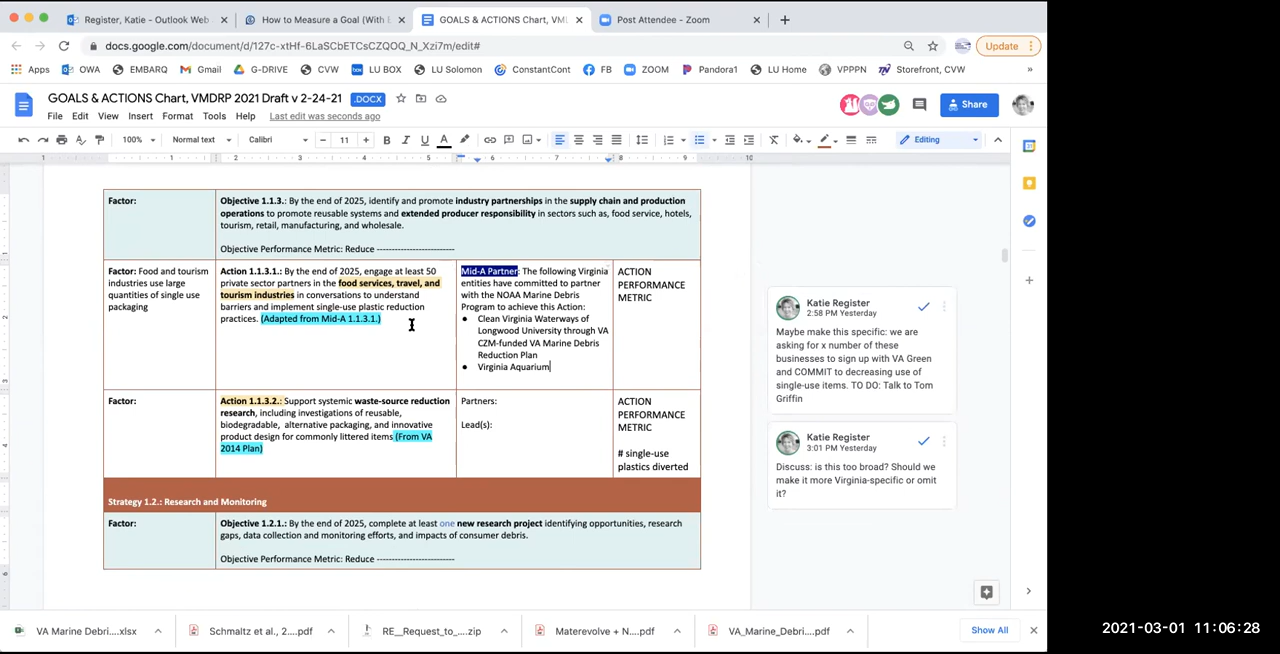 Register, Katie - Outlook Web
How to Measure a Goal (With E
GOALS & ACTIONS Chart, VML
Post Attendee - Zoom
docs.google.com/document/d/127c-xtHf-6LaSCbETCsCZQOQ_N_Xzi7m/edit#
Update
Apps OWA EMBARQ Gmail G-DRIVE CVW LU BOX LU Solomon ConstantCont FB ZOOM Pandora1 LU Home VPPPN Storefront, CVW »
GOALS & ACTIONS Chart, VMDRP 2021 Draft v 2-24-21 .DOCX
File Edit View Insert Format Tools Help Last edit was seconds ago
Share
100% Normal text Calibri 11 Editing
1 1 2 3 4 5 6 7 8 9 10
Factor:
Objective 1.1.3.: By the end of 2025, identify and promote industry partnerships in the supply chain and production
operations to promote reusable systems and extended producer responsibility in sectors such as, food service, hotels,
tourism, retail, manufacturing, and wholesale.
Objective Performance Metric: Reduce -------------------------
Factor: Food and tourism
industries use large
quantities of single use
packaging
Action 1.1.3.1.: By the end of 2025, engage at least 50
private sector partners in the food services, travel, and
tourism industries in conversations to understand
barriers and implement single-use plastic reduction
practices. (Adapted from Mid-A 1.1.3.1.)
Mid-A Partner: The following Virginia
entities have committed to partner
with the NOAA Marine Debris
Program to achieve this Action:
● Clean Virginia Waterways of
Longwood University through VA
CZM-funded VA Marine Debris
Reduction Plan
● Virginia Aquarium
ACTION
PERFORMANCE
METRIC
Factor:
Action 1.1.3.2.: Support systemic waste-source reduction
research, including investigations of reusable,
biodegradable, alternative packaging, and innovative
product design for commonly littered items (From VA
2014 Plan)
Partners:
Lead(s):
ACTION
PERFORMANCE
METRIC
# single-use
plastics diverted
Strategy 1.2.: Research and Monitoring
Factor:
Objective 1.2.1.: By the end of 2025, complete at least one new research project identifying opportunities, research
gaps, data collection and monitoring efforts, and impacts of consumer debris.
Objective Performance Metric: Reduce -------------------------
Katie Register
2:58 PM Yesterday
Maybe make this specific: we are
asking for x number of these
businesses to sign up with VA Green
and COMMIT to decreasing use of
single-use items. TO DO: Talk to Tom
Griffin
Katie Register
3:01 PM Yesterday
Discuss: is this too broad? Should we
make it more Virginia-specific or omit
it?
VA Marine Debri....xlsx
Schmaltz et al., 2....pdf
RE__Request_to_....zip
Materevolve + N....pdf
VA_Marine_Debri....pdf
Show All
2021-03-01 11:06:28